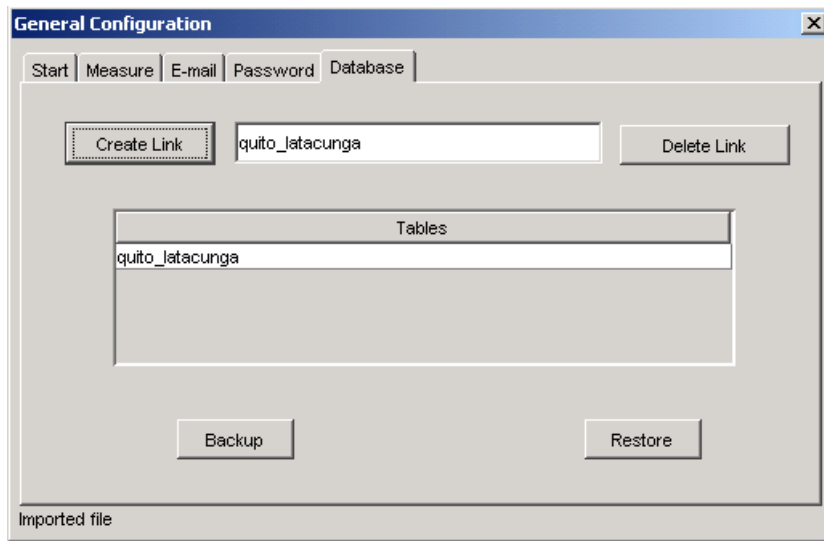 General Configuration
Start Measure E-mail Password Database
Create Link quito_latacunga Delete Link
Tables
quito_latacunga
Backup Restore
Imported file